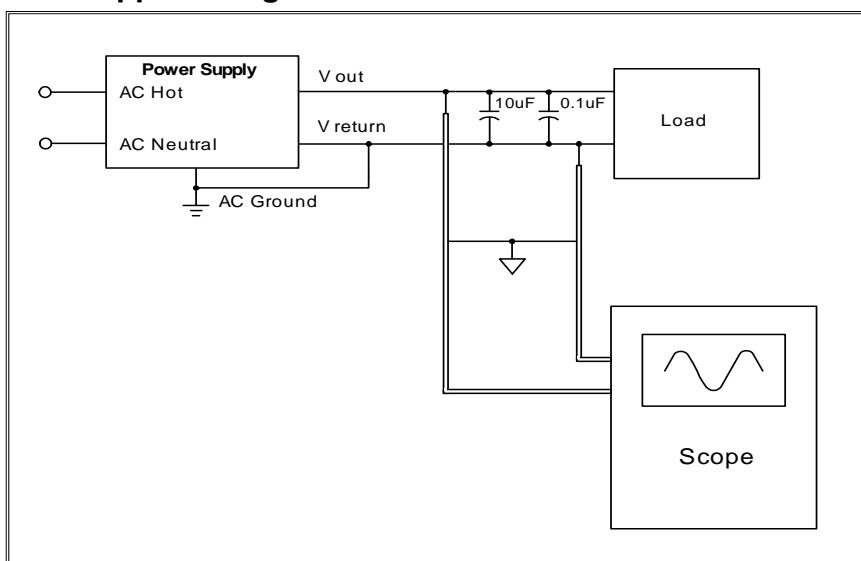 Power Supply
V out
AC Hot
10uF
0.1uF
Load
V return
AC Neutral
AC Ground
Scope